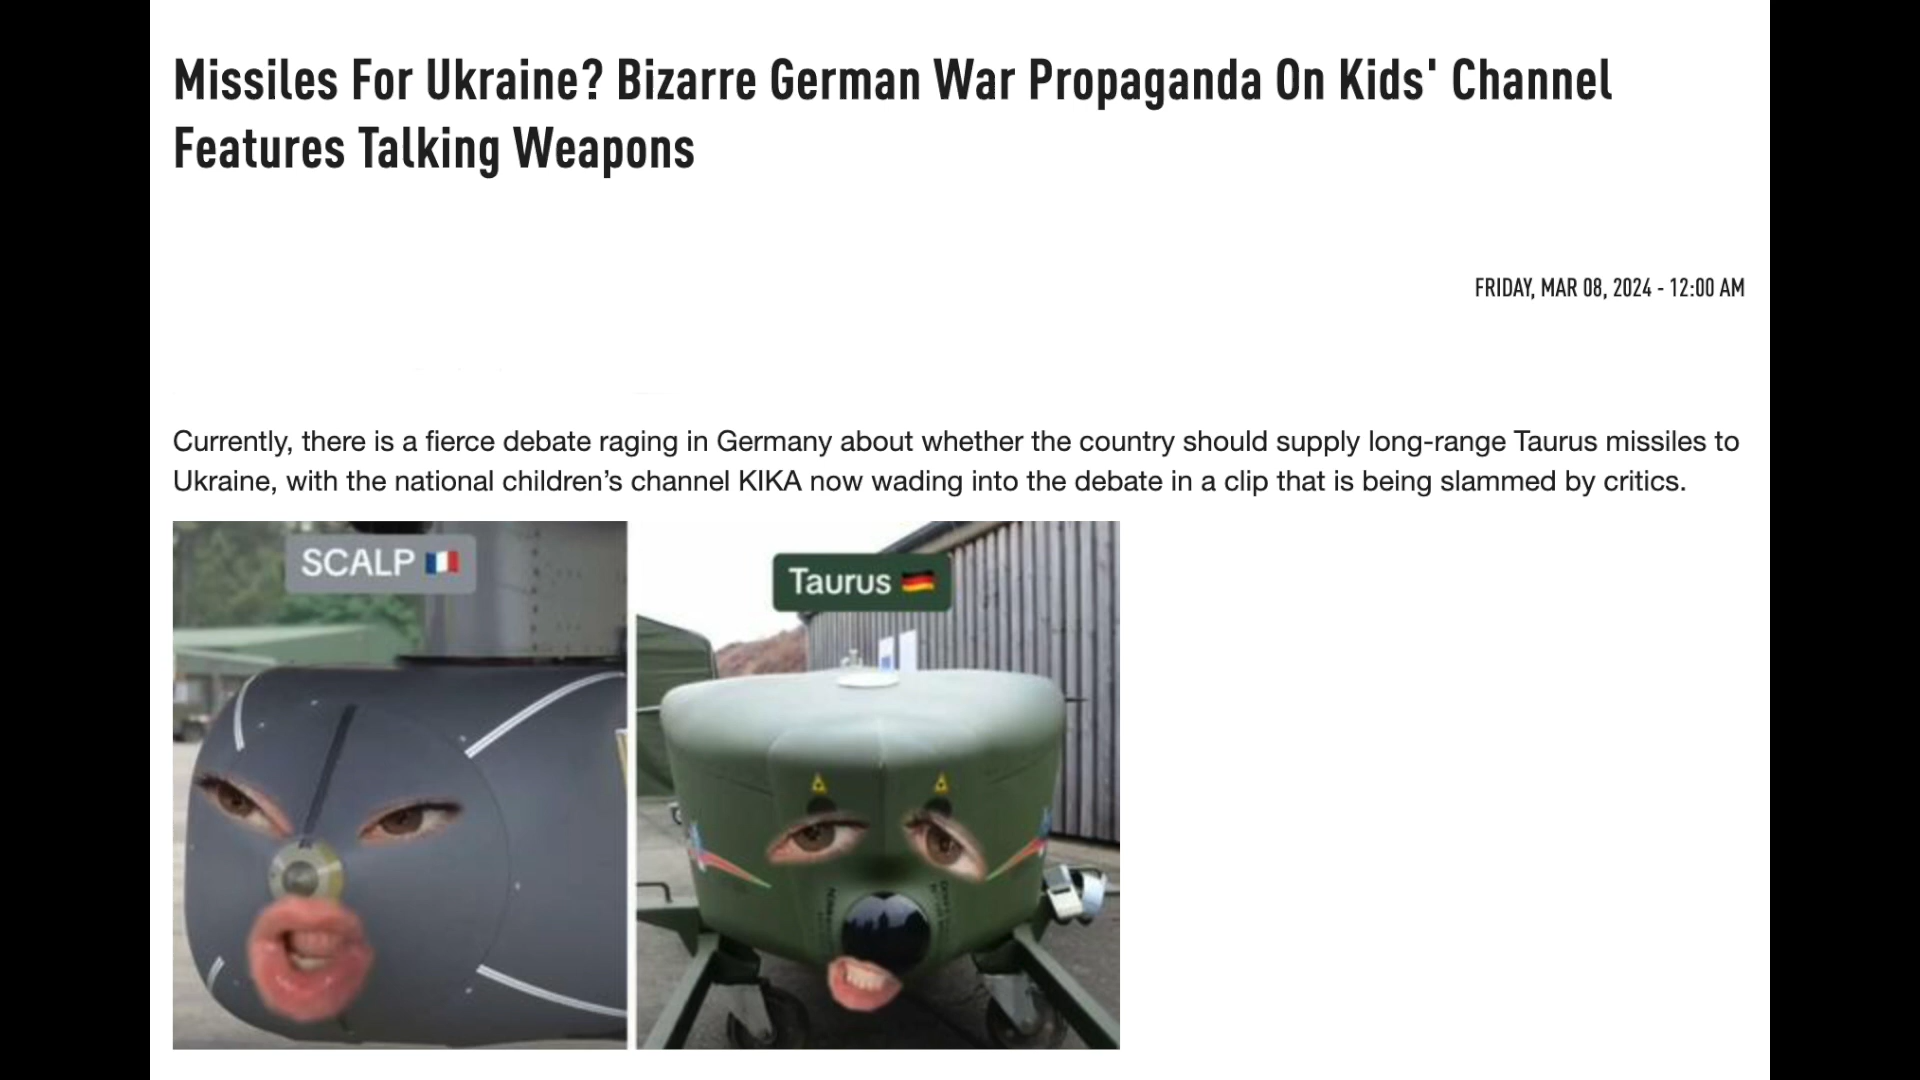 Missiles For Ukraine? Bizarre German War Propaganda On Kids' Channel
Features Talking Weapons
FRIDAY, MAR 08, 2024 - 12:00 AM
Currently, there is a fierce debate raging in Germany about whether the country should supply long-range Taurus missiles to
Ukraine, with the national children’s channel KIKA now wading into the debate in a clip that is being slammed by critics.
SCALP 🇫🇷
Taurus 🇩🇪